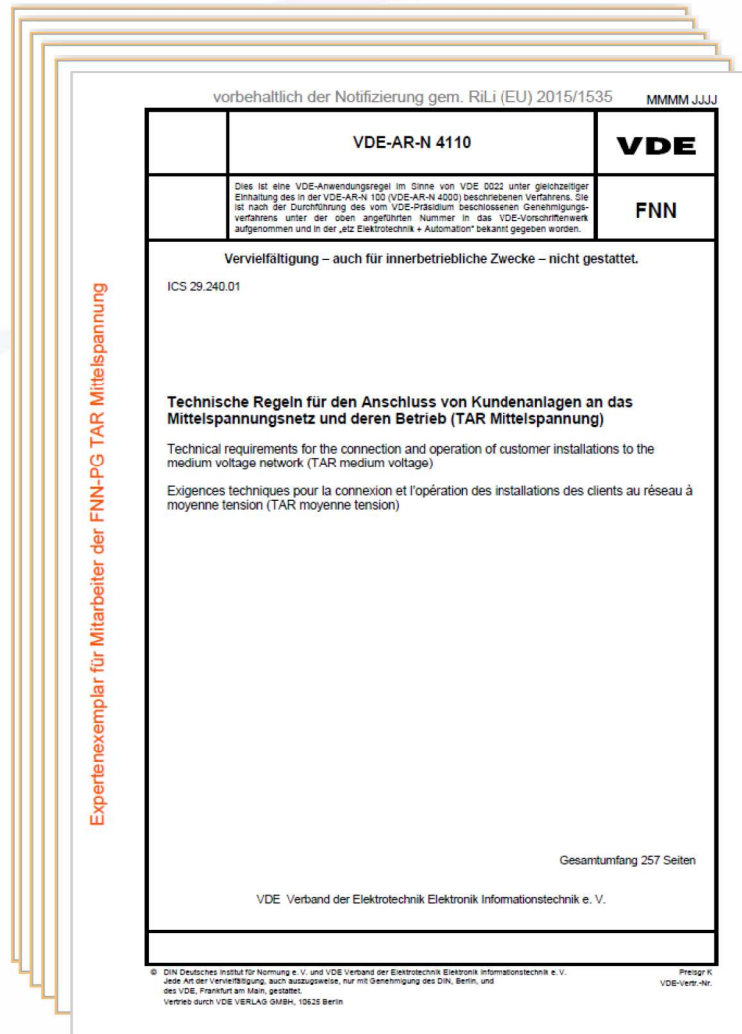 vorbehaltlich der Notifizierung gem. RiLi (EU) 2015/1535
MMMM JJJJ
VDE-AR-N 4110
VDE
Dies ist eine VDE-Anwendungsregel im Sinne von VDE 0022 unter gleichzeitiger
Einhaltung des in der VDE-AR-N 100 (VDE-AR-N 4000) beschriebenen Verfahrens. Sie
ist nach der Durchführung des vom VDE-Präsidium beschlossenen Genehmigungs-
verfahrens unter der oben angeführten Nummer in das VDE-Vorschriftenwerk
aufgenommen und in der „etz Elektrotechnik + Automation“ bekannt gegeben worden.
FNN
Vervielfältigung – auch für innerbetriebliche Zwecke – nicht gestattet.
ICS 29.240.01
Expertenexemplar für Mitarbeiter der FNN-PG TAR Mittelspannung
Technische Regeln für den Anschluss von Kundenanlagen an das
Mittelspannungsnetz und deren Betrieb (TAR Mittelspannung)
Technical requirements for the connection and operation of customer installations to the
medium voltage network (TAR medium voltage)
Exigences techniques pour la connexion et l'opération des installations des clients au réseau à
moyenne tension (TAR moyenne tension)
Gesamtumfang 257 Seiten
VDE Verband der Elektrotechnik Elektronik Informationstechnik e. V.
© DIN Deutsches Institut für Normung e. V. und VDE Verband der Elektrotechnik Elektronik Informationstechnik e. V.
Jede Art der Vervielfältigung, auch auszugsweise, nur mit Genehmigung des DIN, Berlin, und
des VDE, Frankfurt am Main, gestattet.
Vertrieb durch VDE VERLAG GMBH, 10625 Berlin
Preisgr K
VDE-Vertr.-Nr.